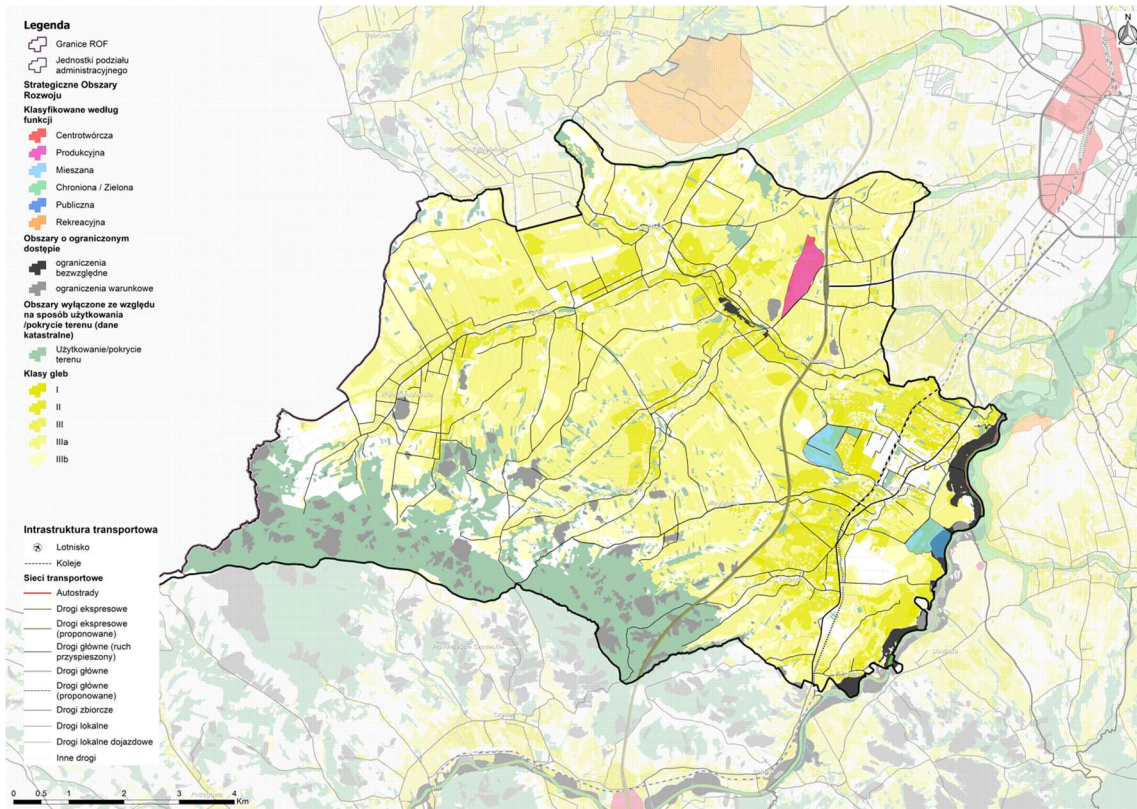 Legenda
Granice ROF
Jednostki podziału
administracyjnego
Strategiczne Obszary
Rozwoju
Klasyfikowane według
funkcji
Centrotwórcza
Produkcyjna
Mieszana
Chroniona / Zielona
Publiczna
Rekreacyjna
Obszary o ograniczonym
dostępie
ograniczenia
bezwzględne
ograniczenia warunkowe
Obszary wyłączone ze względu
na sposób użytkowania
/pokrycie terenu (dane
katastralne)
Użytkowanie/pokrycie
terenu
Klasy gleb
I
II
III
IIIa
IIIb
Intrastruktura transportowa
Lotnisko
Koleje
Sieci transportowe
Autostrady
Drogi ekspresowe
Drogi ekspresowe
(proponowane)
Drogi główne (ruch
przyspieszony)
Drogi główne
Drogi główne
(proponowane)
Drogi zbiorcze
Drogi lokalne
Drogi lokalne dojazdowe
Inne drogi
0 0,5 1 2 3 4
Km
N